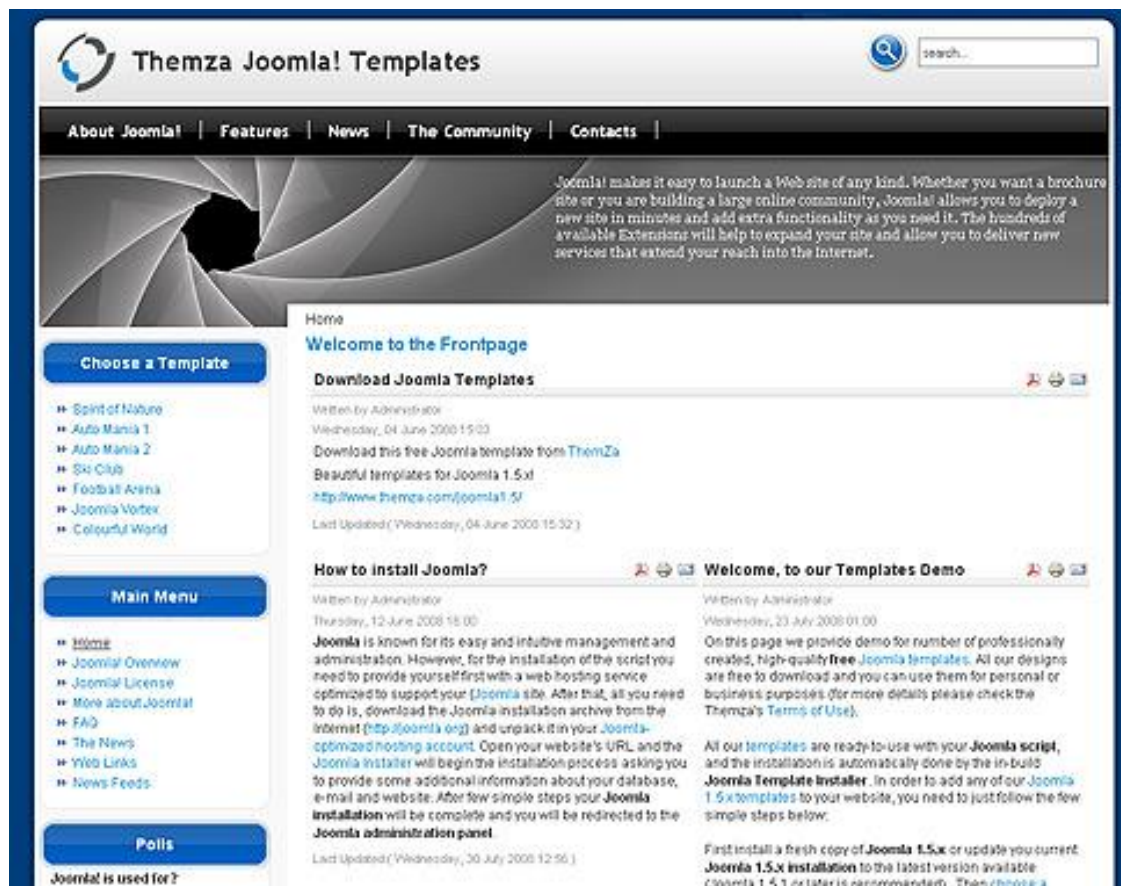 Themza Joomla! Templates
search...
About Joomla! | Features | News | The Community | Contacts |
Joomla! makes it easy to launch a Web site of any kind. Whether you want a brochure
site or you are building a large online community, Joomla! allows you to deploy a
new site in minutes and add extra functionality as you need it. The hundreds of
available Extensions will help to expand your site and allow you to deliver new
services that extend your reach into the Internet.
Choose a Template
Spirit of Nature
Auto Mania 1
Auto Mania 2
Ski Club
Football Arena
Joomla Vortex
Colourful World
Main Menu
Home
Joomla! Overview
Joomla! License
More about Joomla!
FAQ
The News
Web Links
News Feeds
Polls
Joomla! is used for?
Home
Welcome to the Frontpage
Download Joomla Templates
Written by Administrator
Wednesday, 04 June 2008 15:03
Download this free Joomla template from ThemZa
Beautiful templates for Joomla 1.5.x!
http://www.themza.com/joomla1.5/
Last Updated ( Wednesday, 04 June 2008 15:32 )
How to install Joomla?
Written by Administrator
Thursday, 12 June 2008 16:00
Joomla is known for its easy and intuitive management and
administration. However, for the installation of the script you
need to provide yourself first with a web hosting service
optimized to support your (Joomla site. After that, all you need
to do is, download the Joomla installation archive from the
Internet (http://joomla.org) and unpack it in your Joomla-
optimized hosting account. Open your website's URL and the
Joomla Installer will begin the installation process asking you
to provide some additional information about your database,
e-mail and website. After few simple steps your Joomla
installation will be complete and you will be redirected to the
Joomla administration panel.
Last Updated ( Wednesday, 30 July 2008 12:56 )
Welcome, to our Templates Demo
Written by Administrator
Wednesday, 23 July 2008 01:00
On this page we provide demo for number of professionally
created, high-quality free Joomla templates. All our designs
are free to download and you can use them for personal or
business purposes (for more details please check the
Themza's Terms of Use).
All our templates are ready-to-use with your Joomla script,
and the installation is automatically done by the in-build
Joomla Template Installer. In order to add any of our Joomla
1.5.x templates to your website, you need to just follow the few
simple steps below:
First install a fresh copy of Joomla 1.5.x or update you current
Joomla 1.5.x installation to the latest version available
(Joomla 1.5.1 or later is recommended). Then choose a